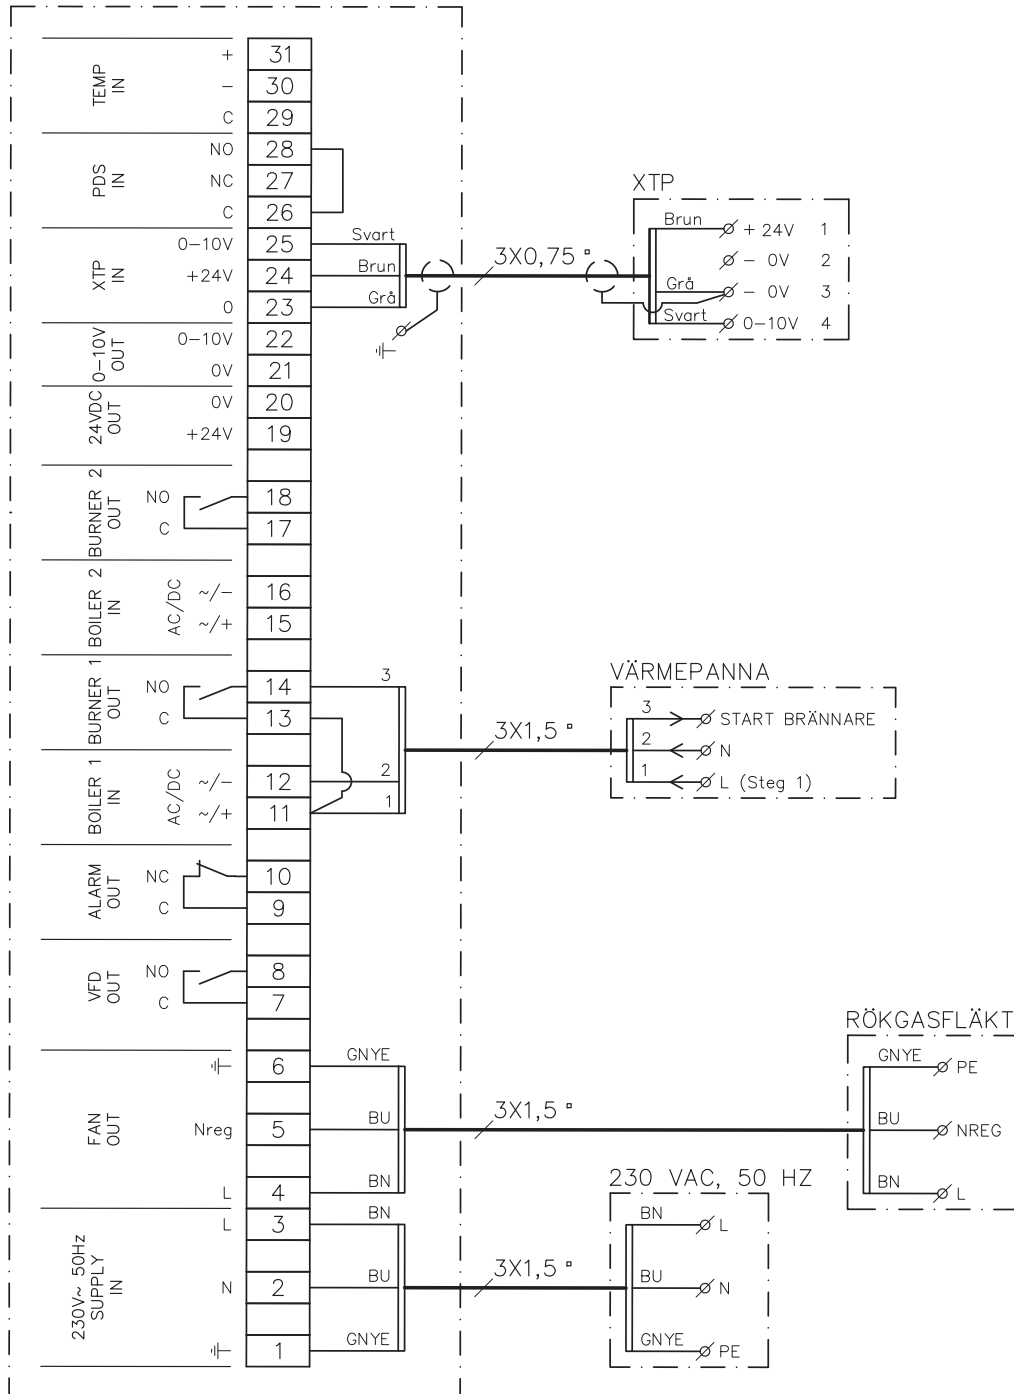 TEMP
IN
+ 31
- 30
C 29
PDS
IN
NO 28
NC 27
C 26
XTP
IN
0-10V 25
+24V 24
0 23
Svart
Brun
Grå
3X0,75 ▫
XTP
Brun
+ 24V 1
- 0V 2
Grå
- 0V 3
Svart
0-10V 4
0-10V
OUT
0-10V 22
0V 21
24VDC
OUT
0V 20
+24V 19
BURNER 2
OUT
NO 18
C 17
BOILER 2
IN
AC/DC
~/- 16
~/+ 15
BURNER 1
OUT
NO 14
C 13
BOILER 1
IN
AC/DC
~/- 12
~/+ 11
3
2
1
3X1,5 ▫
VÄRMEPANNA
3 START BRÄNNARE
2 N
1 L (Steg 1)
ALARM
OUT
NC 10
C 9
VFD
OUT
NO 8
C 7
FAN
OUT
6
Nreg 5
L 4
GNYE
BU
BN
3X1,5 ▫
RÖKGASFLÄKT
GNYE PE
BU NREG
BN L
230V~ 50Hz
SUPPLY
IN
L 3
N 2
1
BN
BU
GNYE
3X1,5 ▫
230 VAC, 50 HZ
BN L
BU N
GNYE PE